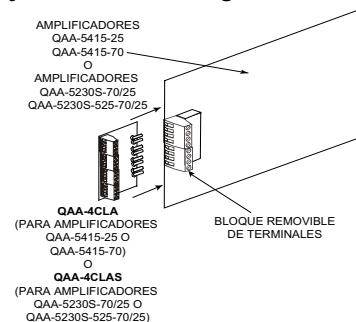 AMPLIFICADORES
QAA-5415-25
QAA-5415-70
O
AMPLIFICADORES
QAA-5230S-70/25
QAA-5230S-525-70/25
QAA-4CLA
(PARA AMPLIFICADORES
QAA-5415-25 O
QAA-5415-70)
O
QAA-4CLAS
(PARA AMPLIFICADORES
QAA-5230S-70/25 O
QAA-5230S-525-70/25)
BLOQUE REMOVIBLE
DE TERMINALES